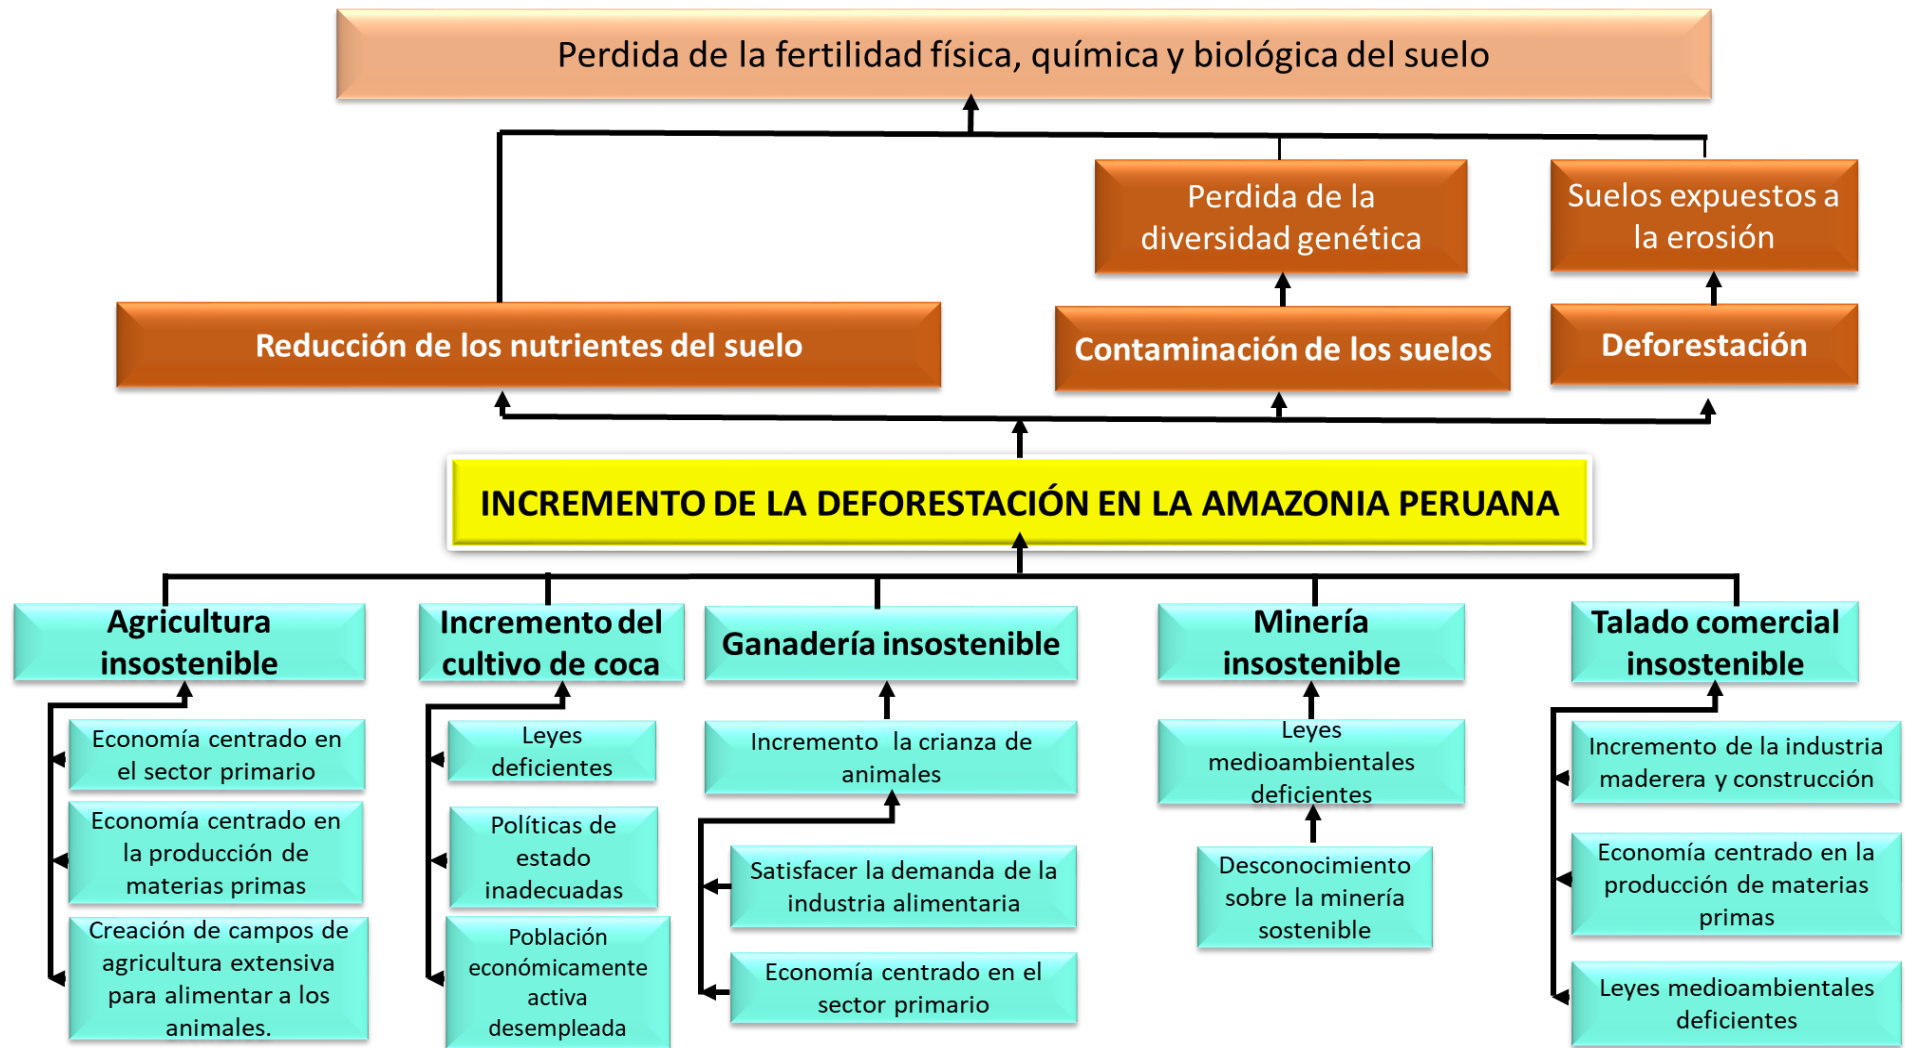 Perdida de la fertilidad física, química y biológica del suelo
Perdida de la
diversidad genética
Suelos expuestos a
la erosión
Reducción de los nutrientes del suelo
Contaminación de los suelos
Deforestación
INCREMENTO DE LA DEFORESTACIÓN EN LA AMAZONIA PERUANA
Agricultura
insostenible
Incremento del
cultivo de coca
Ganadería insostenible
Minería
insostenible
Talado comercial
insostenible
Economía centrado en
el sector primario
Economía centrado en
la producción de
materias primas
Creación de campos de
agricultura extensiva
para alimentar a los
animales.
Leyes
deficientes
Políticas de
estado
inadecuadas
Población
económicamente
activa
desempleada
Incremento la crianza de
animales
Satisfacer la demanda de la
industria alimentaria
Economía centrado en el
sector primario
Leyes
medioambientales
deficientes
Desconocimiento
sobre la minería
sostenible
Incremento de la industria
maderera y construcción
Economía centrado en la
producción de materias
primas
Leyes medioambientales
deficientes